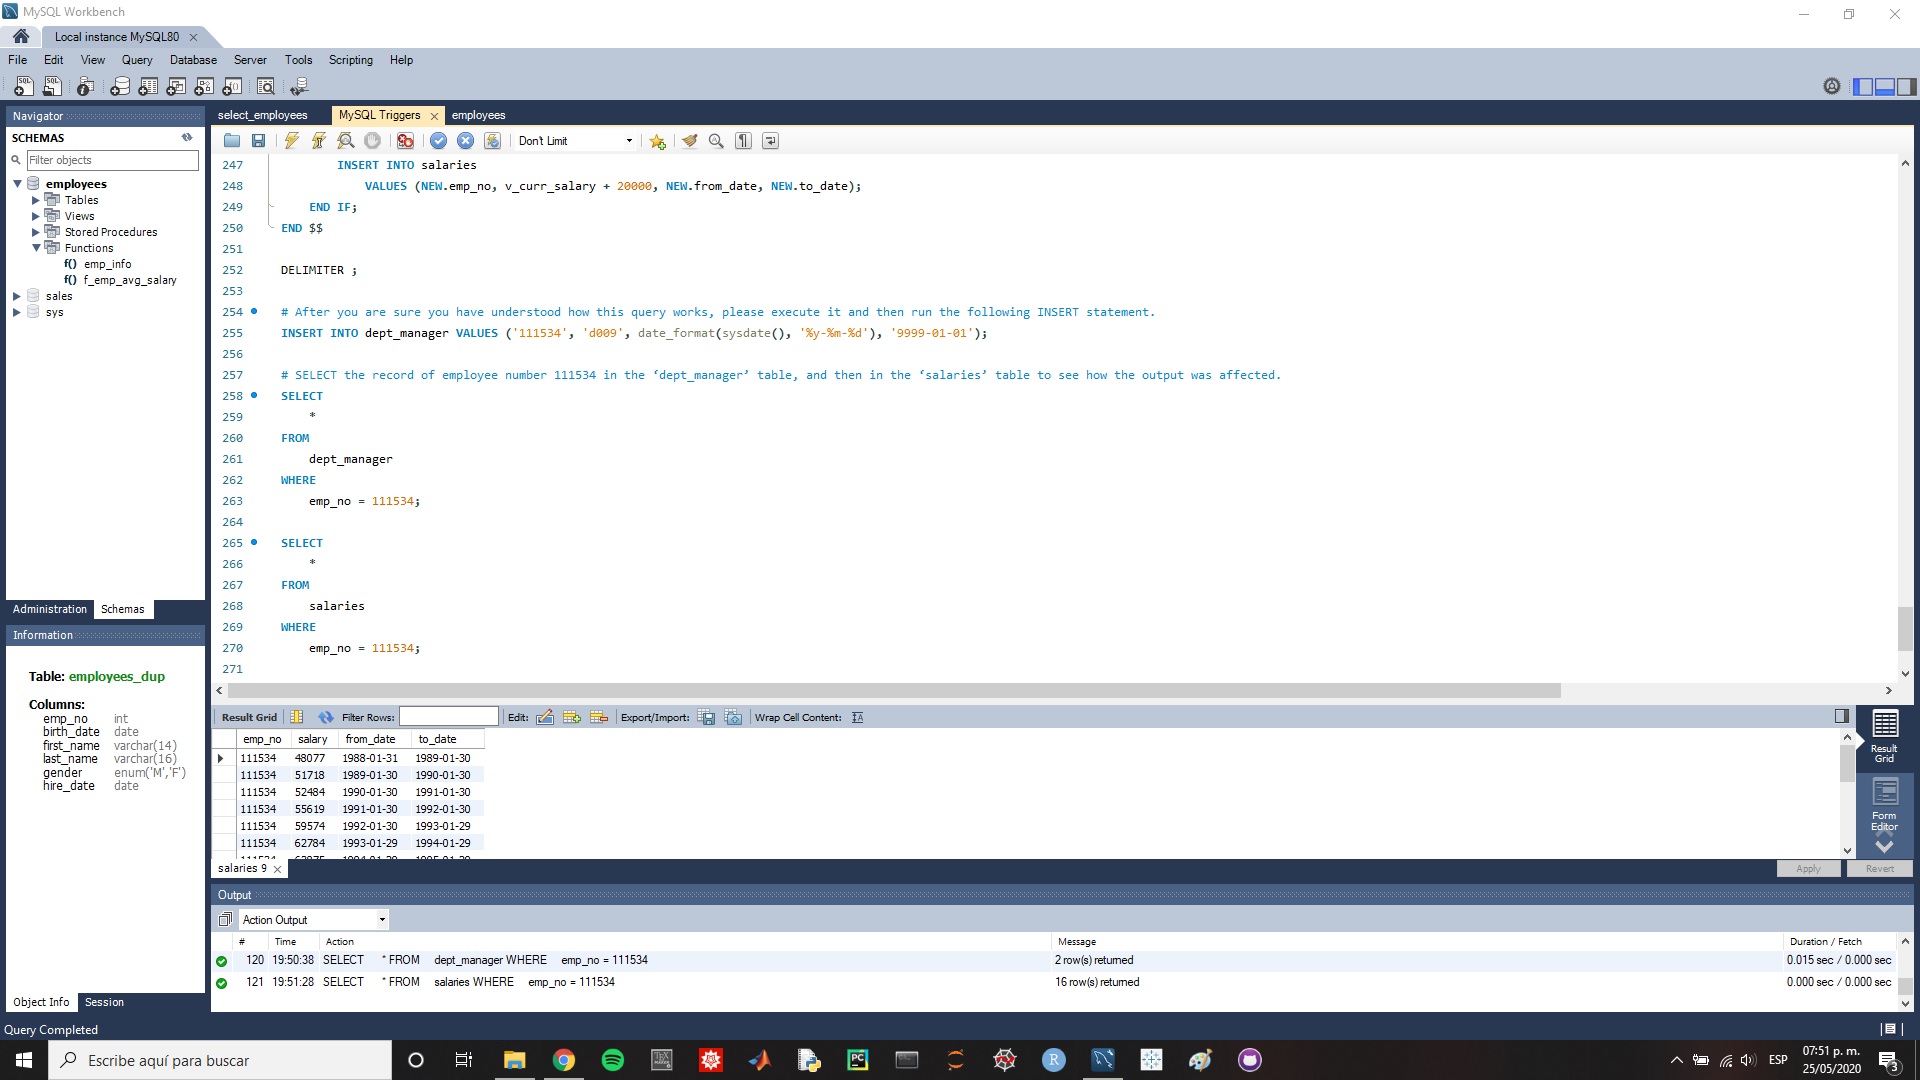 MySQL Workbench
Local instance MySQL80
File Edit View Query Database Server Tools Scripting Help
Navigator
SCHEMAS
Filter objects
employees
Tables
Views
Stored Procedures
Functions
f() emp_info
f() f_emp_avg_salary
sales
sys
Administration Schemas
Information
Table: employees_dup
Columns:
emp_no int
birth_date date
first_name varchar(14)
last_name varchar(16)
gender enum('M','F')
hire_date date
Object Info Session
select_employees MySQL Triggers employees
Don't Limit
247 INSERT INTO salaries
248 VALUES (NEW.emp_no, v_curr_salary + 20000, NEW.from_date, NEW.to_date);
249 END IF;
250 END $$
251
252 DELIMITER ;
253
254 # After you are sure you have understood how this query works, please execute it and then run the following INSERT statement.
255 INSERT INTO dept_manager VALUES ('111534', 'd009', date_format(sysdate(), '%y-%m-%d'), '9999-01-01');
256
257 # SELECT the record of employee number 111534 in the ‘dept_manager’ table, and then in the ‘salaries’ table to see how the output was affected.
258 SELECT
259 *
260 FROM
261 dept_manager
262 WHERE
263 emp_no = 111534;
264
265 SELECT
266 *
267 FROM
268 salaries
269 WHERE
270 emp_no = 111534;
271
Result Grid Filter Rows: Edit: Export/Import: Wrap Cell Content:
emp_no salary from_date to_date
111534 48077 1988-01-31 1989-01-30
111534 51718 1989-01-30 1990-01-30
111534 52484 1990-01-30 1991-01-30
111534 55619 1991-01-30 1992-01-30
111534 59574 1992-01-30 1993-01-29
111534 62784 1993-01-29 1994-01-29
Result Grid
Form Editor
salaries 9
Apply Revert
Output
Action Output
# Time Action Message Duration / Fetch
120 19:50:38 SELECT * FROM dept_manager WHERE emp_no = 111534 2 row(s) returned 0.015 sec / 0.000 sec
121 19:51:28 SELECT * FROM salaries WHERE emp_no = 111534 16 row(s) returned 0.000 sec / 0.000 sec
Query Completed
Escribe aquí para buscar
ESP
07:51 p. m.
25/05/2020
3